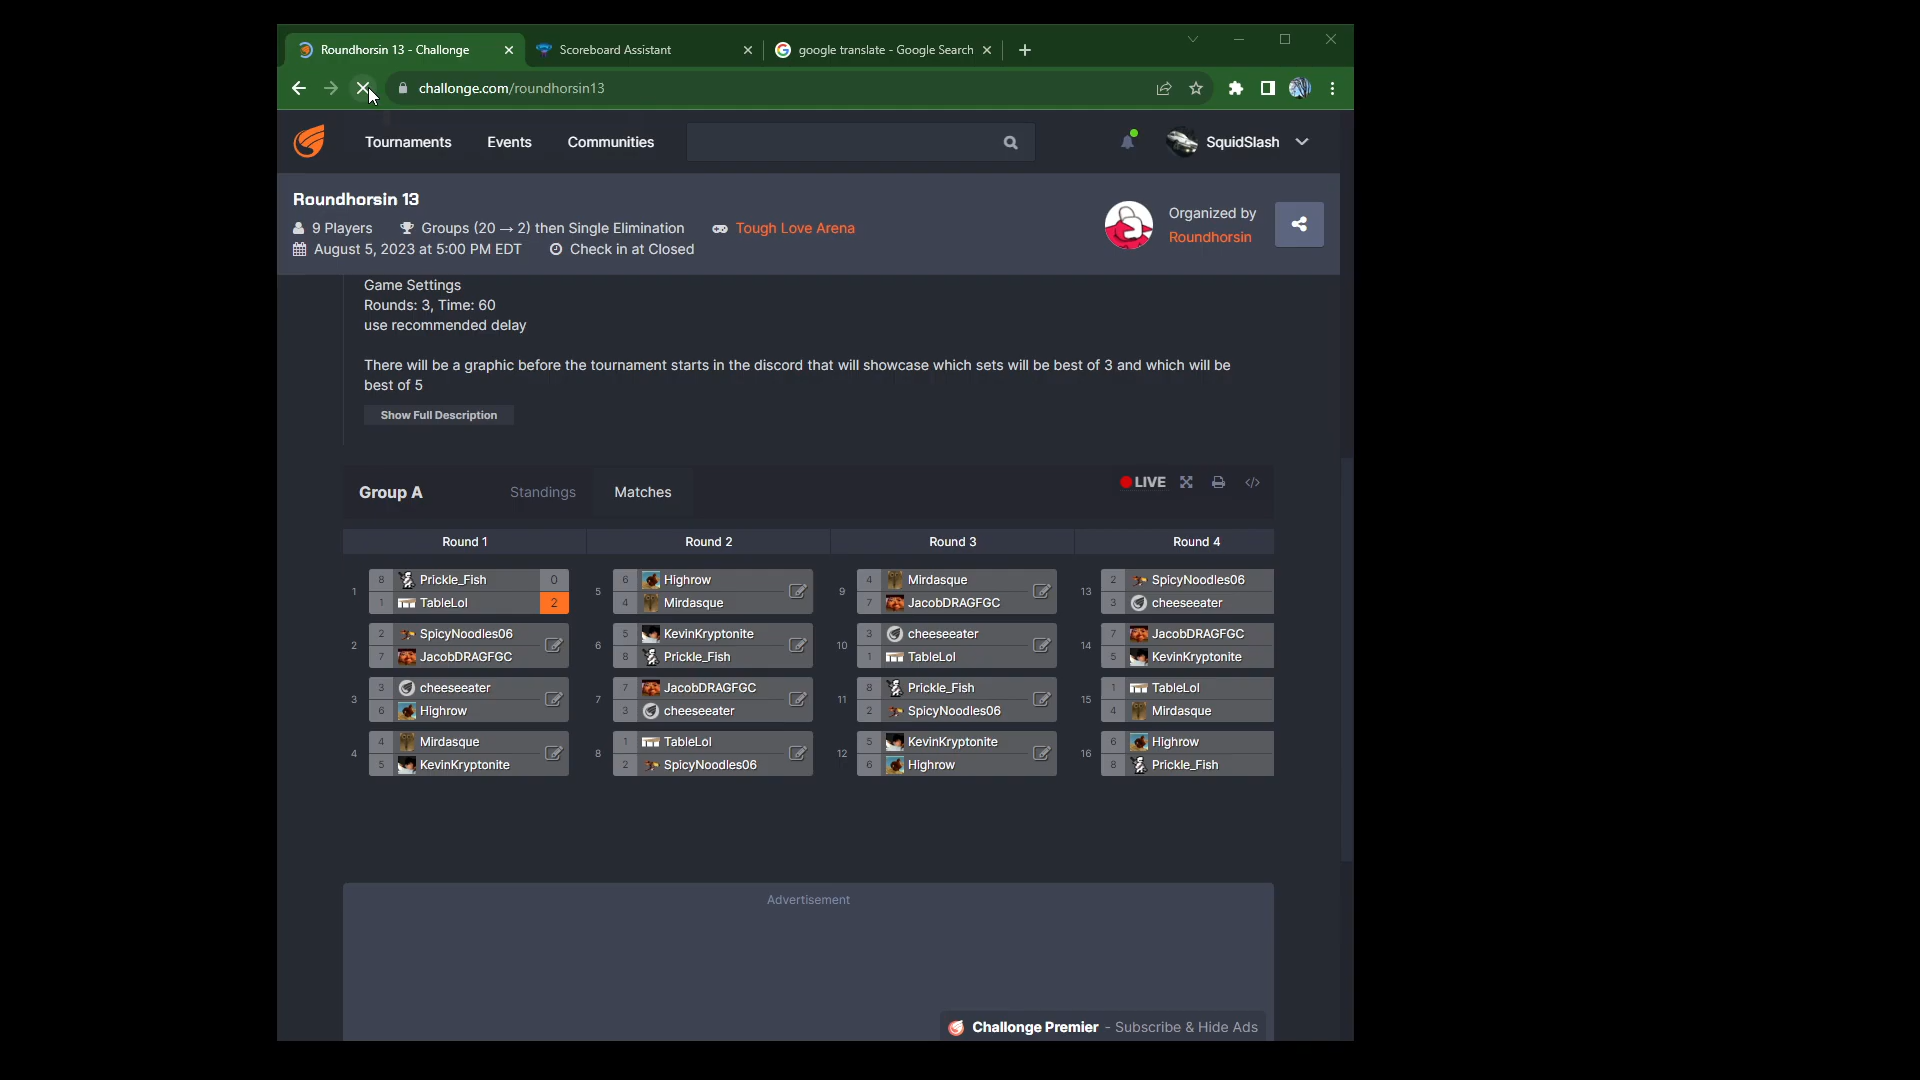 Roundhorsin 13 - Challonge
Scoreboard Assistant
google translate - Google Search
challonge.com/roundhorsin13
Tournaments
Events
Communities
SquidSlash
Roundhorsin 13
9 Players
Groups (20 → 2) then Single Elimination
Tough Love Arena
August 5, 2023 at 5:00 PM EDT
Check in at Closed
Organized by
Roundhorsin
Game Settings
Rounds: 3, Time: 60
use recommended delay
There will be a graphic before the tournament starts in the discord that will showcase which sets will be best of 3 and which will be
best of 5
Show Full Description
Group A
Standings
Matches
LIVE
Round 1
Round 2
Round 3
Round 4
1
8 Prickle_Fish 0
1 TableLol 2
2
2 SpicyNoodles06
7 JacobDRAGFGC
3
3 cheeseeater
6 Highrow
4
4 Mirdasque
5 KevinKryptonite
5
6 Highrow
4 Mirdasque
6
5 KevinKryptonite
8 Prickle_Fish
7
7 JacobDRAGFGC
3 cheeseeater
8
1 TableLol
2 SpicyNoodles06
9
4 Mirdasque
7 JacobDRAGFGC
10
3 cheeseeater
1 TableLol
11
8 Prickle_Fish
2 SpicyNoodles06
12
5 KevinKryptonite
6 Highrow
13
2 SpicyNoodles06
3 cheeseeater
14
7 JacobDRAGFGC
5 KevinKryptonite
15
1 TableLol
4 Mirdasque
16
6 Highrow
8 Prickle_Fish
Advertisement
Challonge Premier - Subscribe & Hide Ads